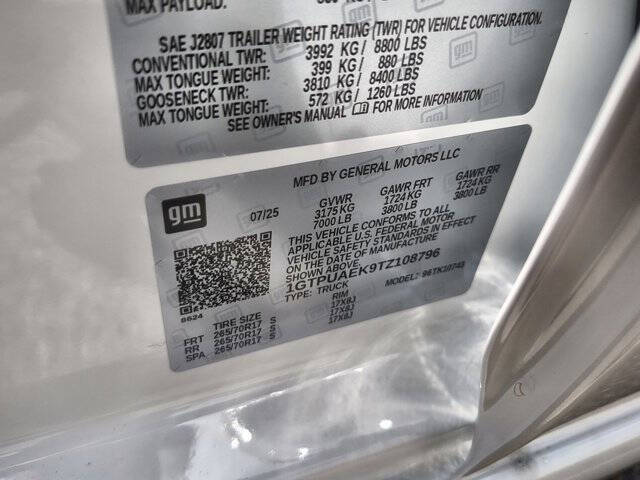 MAX PAYLOAD:
SAE J2807 TRAILER WEIGHT RATING (TWR) FOR VEHICLE CONFIGURATION.
CONVENTIONAL TWR: 3992 KG/ 8800 LBS
MAX TONGUE WEIGHT: 399 KG/ 880 LBS
GOOSENECK TWR: 3810 KG/ 8400 LBS
MAX TONGUE WEIGHT: 572 KG/ 1260 LBS
SEE OWNER'S MANUAL FOR MORE INFORMATION
MFD BY GENERAL MOTORS LLC
gm
07/25 GVWR GAWR FRT GAWR RR
3175 KG 1724 KG 1724 KG
7000 LB 3800 LB 3800 LB
THIS VEHICLE CONFORMS TO ALL
APPLICABLE U.S. FEDERAL MOTOR
VEHICLE SAFETY STANDARDS IN EFFECT
ON THE DATE OF MANUFACTURE
1GTPUAEK9TZ108796
TYPE: TRUCK MODEL:
6624
TIRE SIZE RIM
FRT 265/70R17 S 17X8J
RR 265/70R17 S 17X8J
SPA 265/70R17 S 17X8J